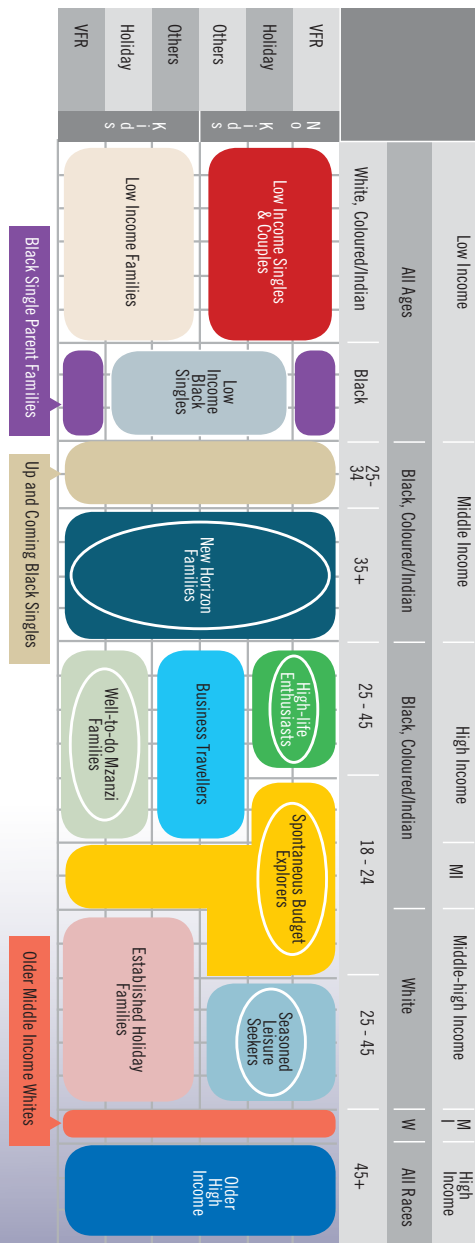 Low Income
Middle Income
High Income
MI
Middle-high Income
M
I
High
Income
All Ages
Black, Coloured/Indian
Black, Coloured/Indian
White
W
All Races
White, Coloured/Indian
Black
25-
34
35+
25 - 45
18 - 24
25 - 45
45+
VFR
Holiday
Others
Others
Holiday
VFR
No
Kids
Kids
Low Income Singles
& Couples
Low Income Families
Low
Income
Black
Singles
New Horizon
Families
High-life
Enthusiasts
Business Travellers
Well-to-do Mzanzi
Families
Spontaneous Budget
Explorers
Seasoned
Leisure
Seekers
Established Holiday
Families
Older
High
Income
Black Single Parent Families
Up and Coming Black Singles
Older Middle Income Whites